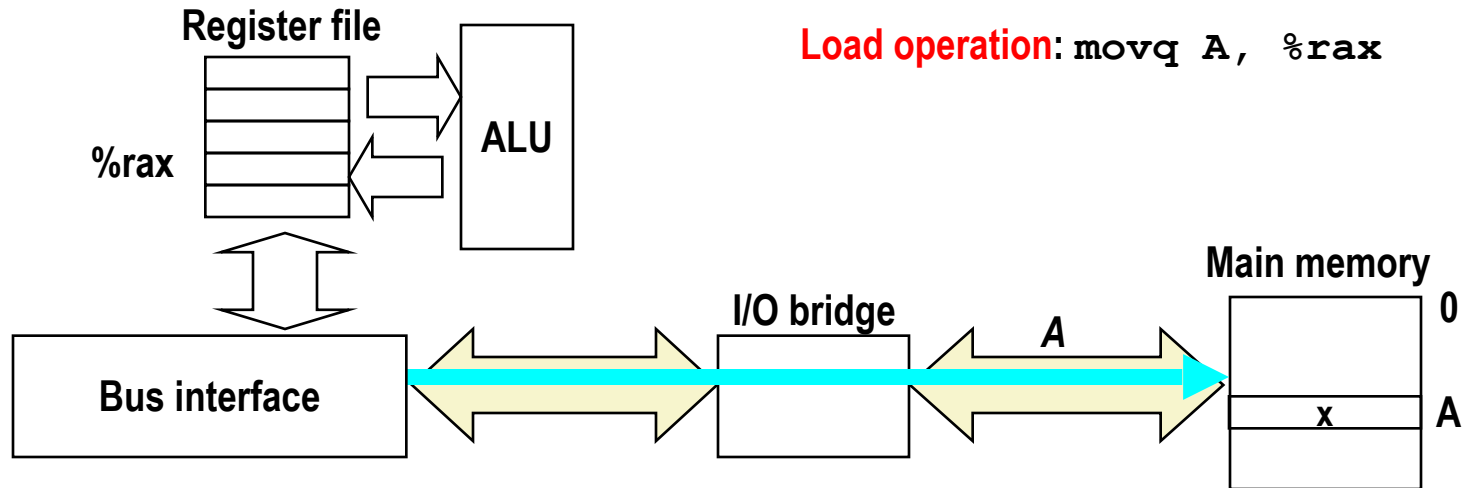 Register file
Load operation: movq A, %rax
ALU
%rax
Main memory
0
I/O bridge
A
Bus interface
x
A